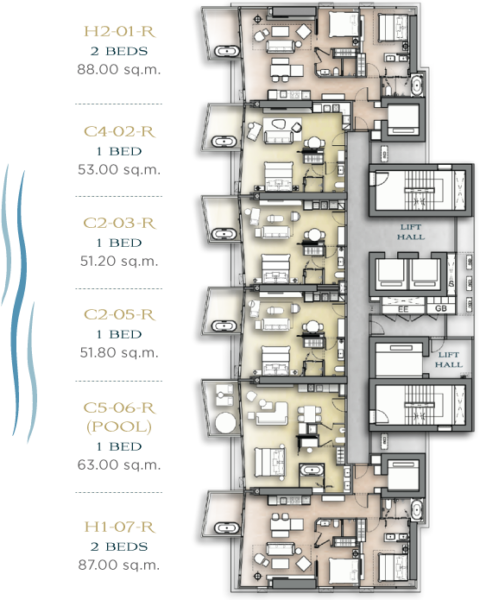 H2-01-R
2 BEDS
88.00 sq.m.
C4-02-R
1 BED
53.00 sq.m.
C2-03-R
1 BED
51.20 sq.m.
C2-05-R
1 BED
51.80 sq.m.
C5-06-R
(POOL)
1 BED
63.00 sq.m.
H1-07-R
2 BEDS
87.00 sq.m.
LIFT
HALL
EE
GB
LIFT
HALL